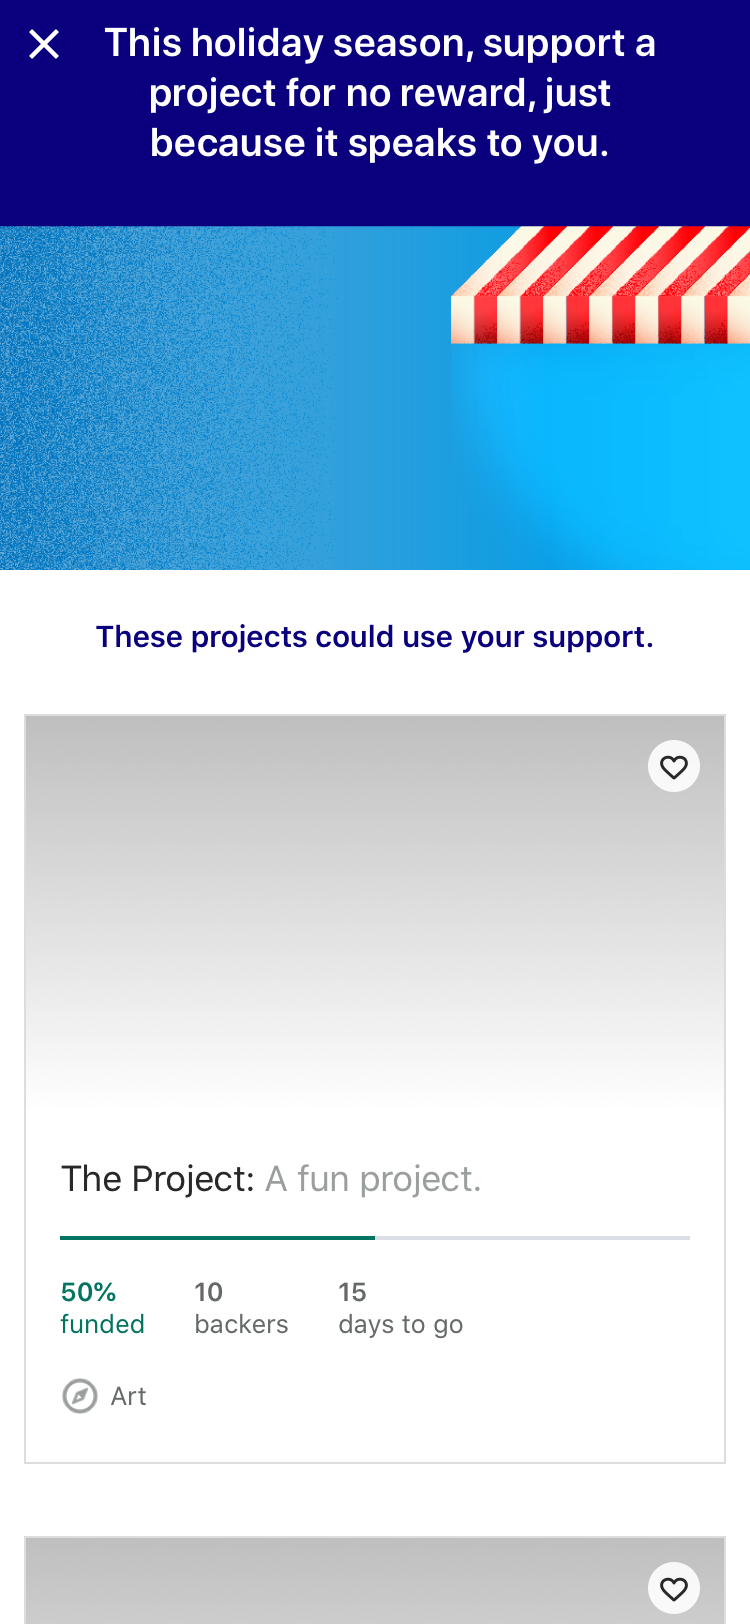 This holiday season, support a
project for no reward, just
because it speaks to you.
These projects could use your support.
The Project: A fun project.
50% 10 15
funded backers days to go
Art